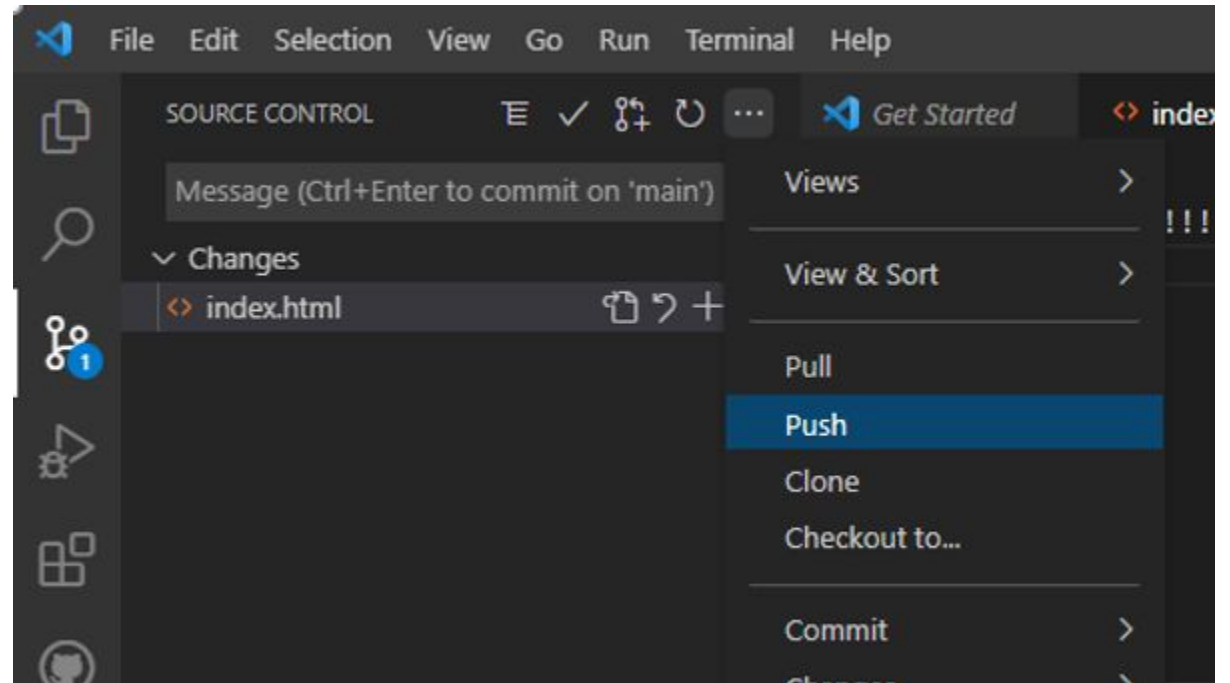 File Edit Selection View Go Run Terminal Help
SOURCE CONTROL
Get Started
index
Message (Ctrl+Enter to commit on 'main')
!!!
Changes
index.html
1
Views
View & Sort
Pull
Push
Clone
Checkout to...
Commit